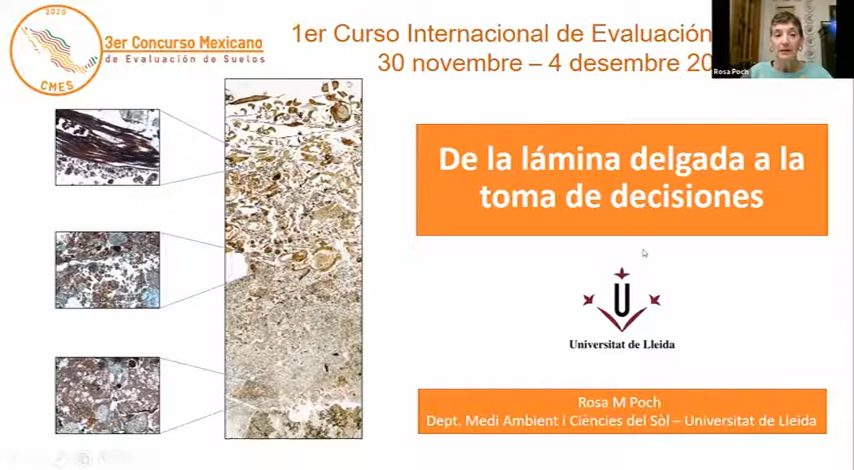 2020
3er Concurso Mexicano
de Evaluación de Suelos
CMES
1er Curso Internacional de Evaluación
30 novembre – 4 desembre 20
Rosa Poch
De la lámina delgada a la
toma de decisiones
U
Universitat de Lleida
Rosa M Poch
Dept. Medi Ambient i Ciències del Sòl – Universitat de Lleida